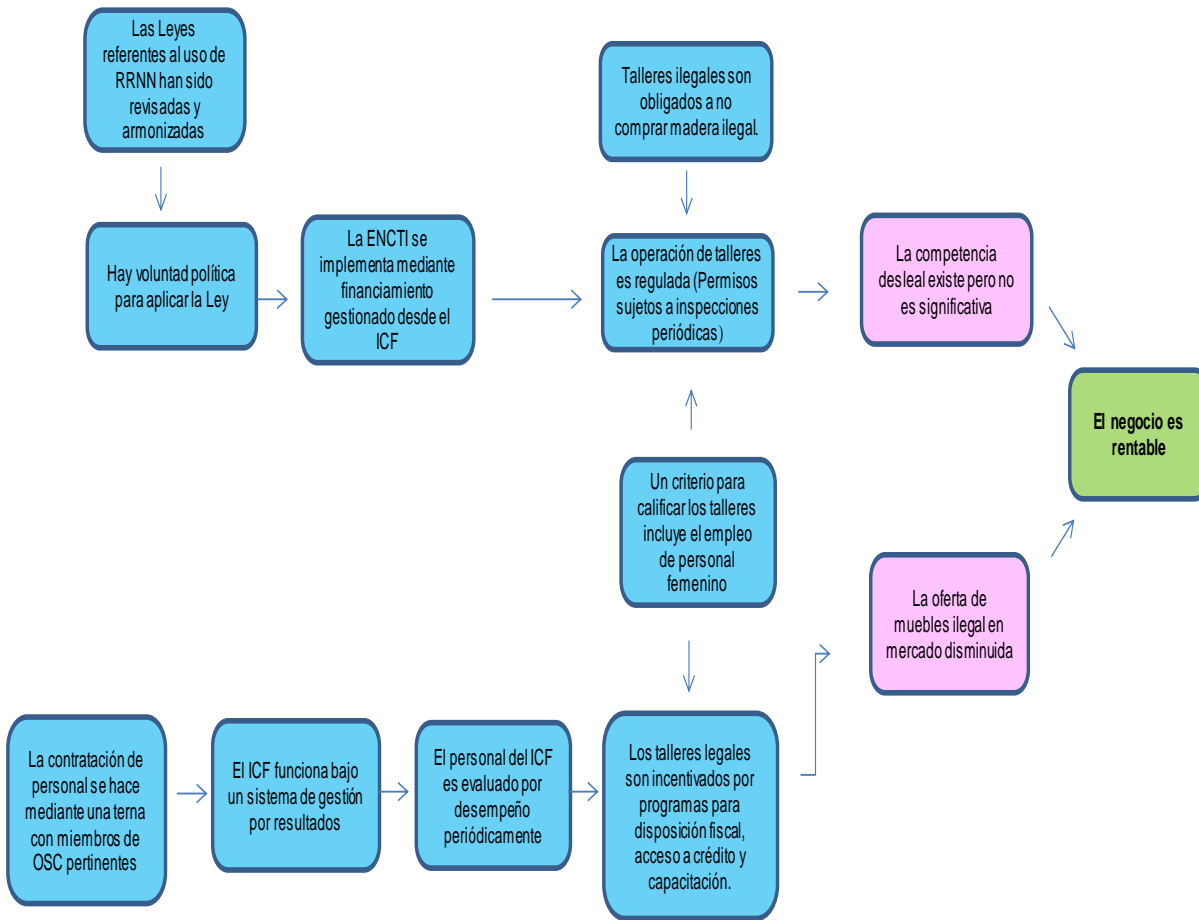 Las Leyes
referentes al uso de
RRNN han sido
revisadas y
armonizadas
Talleres ilegales son
obligados a no
comprar madera ilegal.
Hay voluntad política
para aplicar la Ley
La ENCTI se
implementa mediante
financiamiento
gestionado desde el
ICF
La operación de talleres
es regulada (Permisos
sujetos a inspecciones
periódicas)
La competencia
desleal existe pero no
es significativa
El negocio es
rentable
Un criterio para
calificar los talleres
incluye el empleo
de personal
femenino
La oferta de
muebles ilegal en
mercado disminuida
La contratación de
personal se hace
mediante una terna
con miembros de
OSC pertinentes
El ICF funciona bajo
un sistema de gestión
por resultados
El personal del ICF
es evaluado por
desempeño
periódicamente
Los talleres legales
son incentivados por
programas para
disposición fiscal,
acceso a crédito y
capacitación.